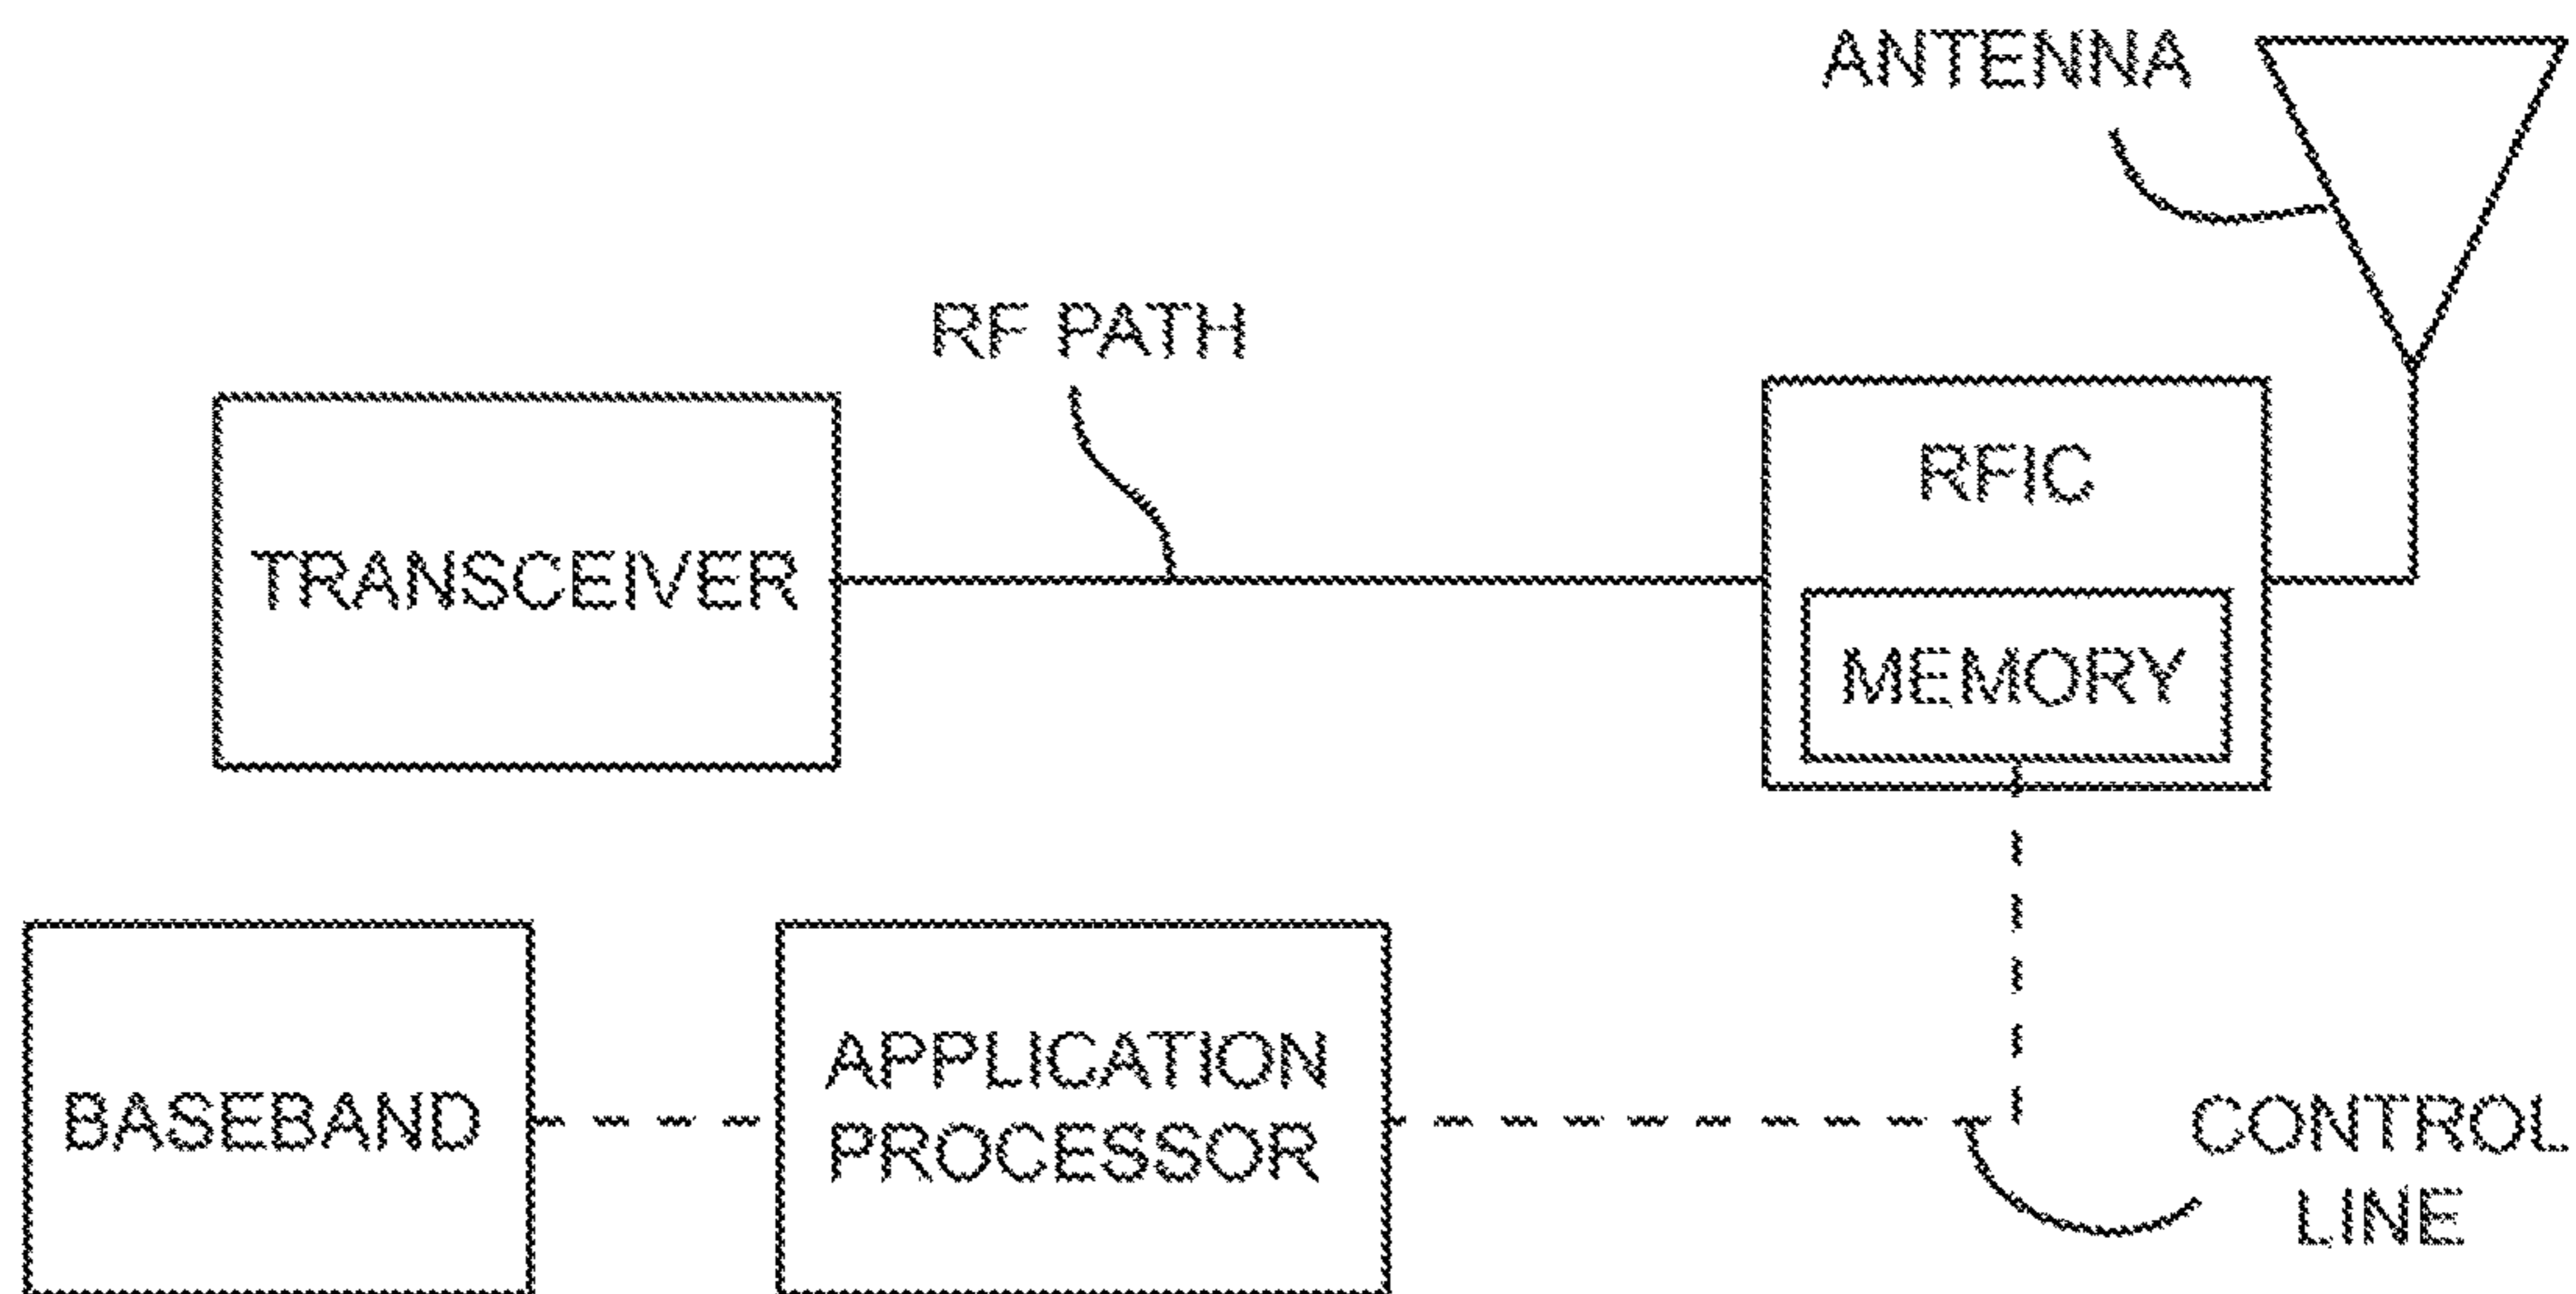 ANTENNA
RF PATH
RFIC
TRANSCEIVER
MEMORY
APPLICATION
PROCESSOR
BASEBAND
CONTROL
LINE